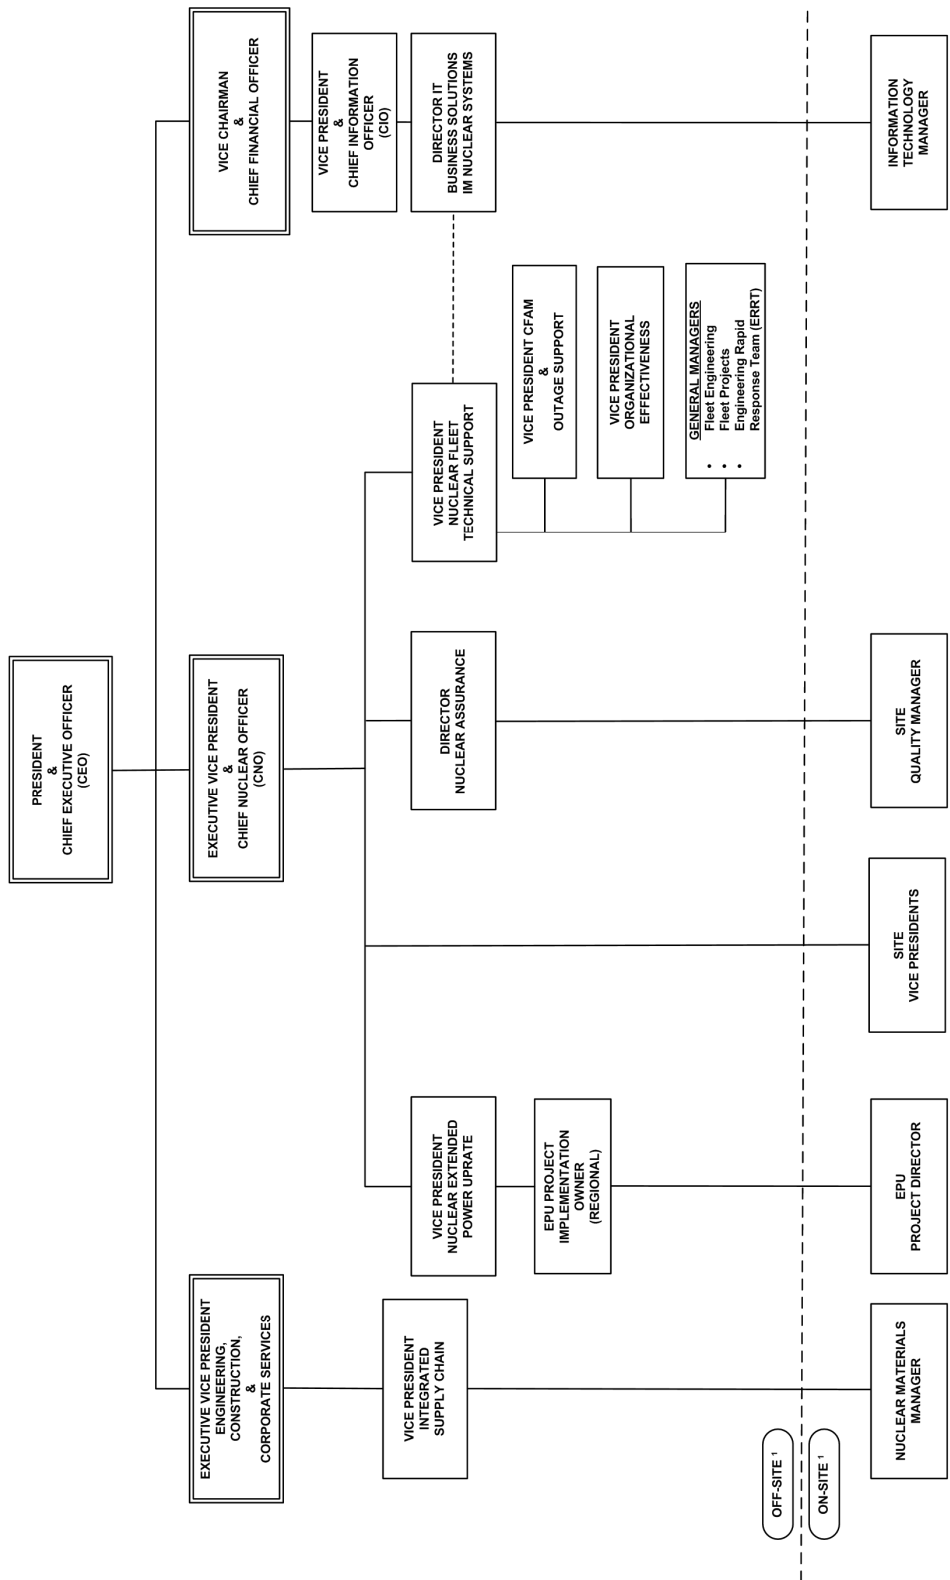 PRESIDENT
&
CHIEF EXECUTIVE OFFICER
(CEO)
EXECUTIVE VICE PRESIDENT
ENGINEERING,
CONSTRUCTION,
&
CORPORATE SERVICES
EXECUTIVE VICE PRESIDENT
&
CHIEF NUCLEAR OFFICER
(CNO)
VICE CHAIRMAN
&
CHIEF FINANCIAL OFFICER
VICE PRESIDENT
&
CHIEF INFORMATION
OFFICER
(CIO)
VICE PRESIDENT
INTEGRATED
SUPPLY CHAIN
VICE PRESIDENT
NUCLEAR EXTENDED
POWER UPRATE
DIRECTOR
NUCLEAR ASSURANCE
VICE PRESIDENT
NUCLEAR FLEET
TECHNICAL SUPPORT
DIRECTOR IT
BUSINESS SOLUTIONS
IM NUCLEAR SYSTEMS
EPU PROJECT
IMPLEMENTATION
OWNER
(REGIONAL)
VICE PRESIDENT CFAM
&
OUTAGE SUPPORT
VICE PRESIDENT
ORGANIZATIONAL
EFFECTIVENESS
GENERAL MANAGERS
• Fleet Engineering
• Fleet Projects
• Engineering Rapid
Response Team (ERRT)
OFF-SITE ¹
ON-SITE ¹
NUCLEAR MATERIALS
MANAGER
EPU
PROJECT DIRECTOR
SITE
VICE PRESIDENTS
SITE
QUALITY MANAGER
INFORMATION
TECHNOLOGY
MANAGER